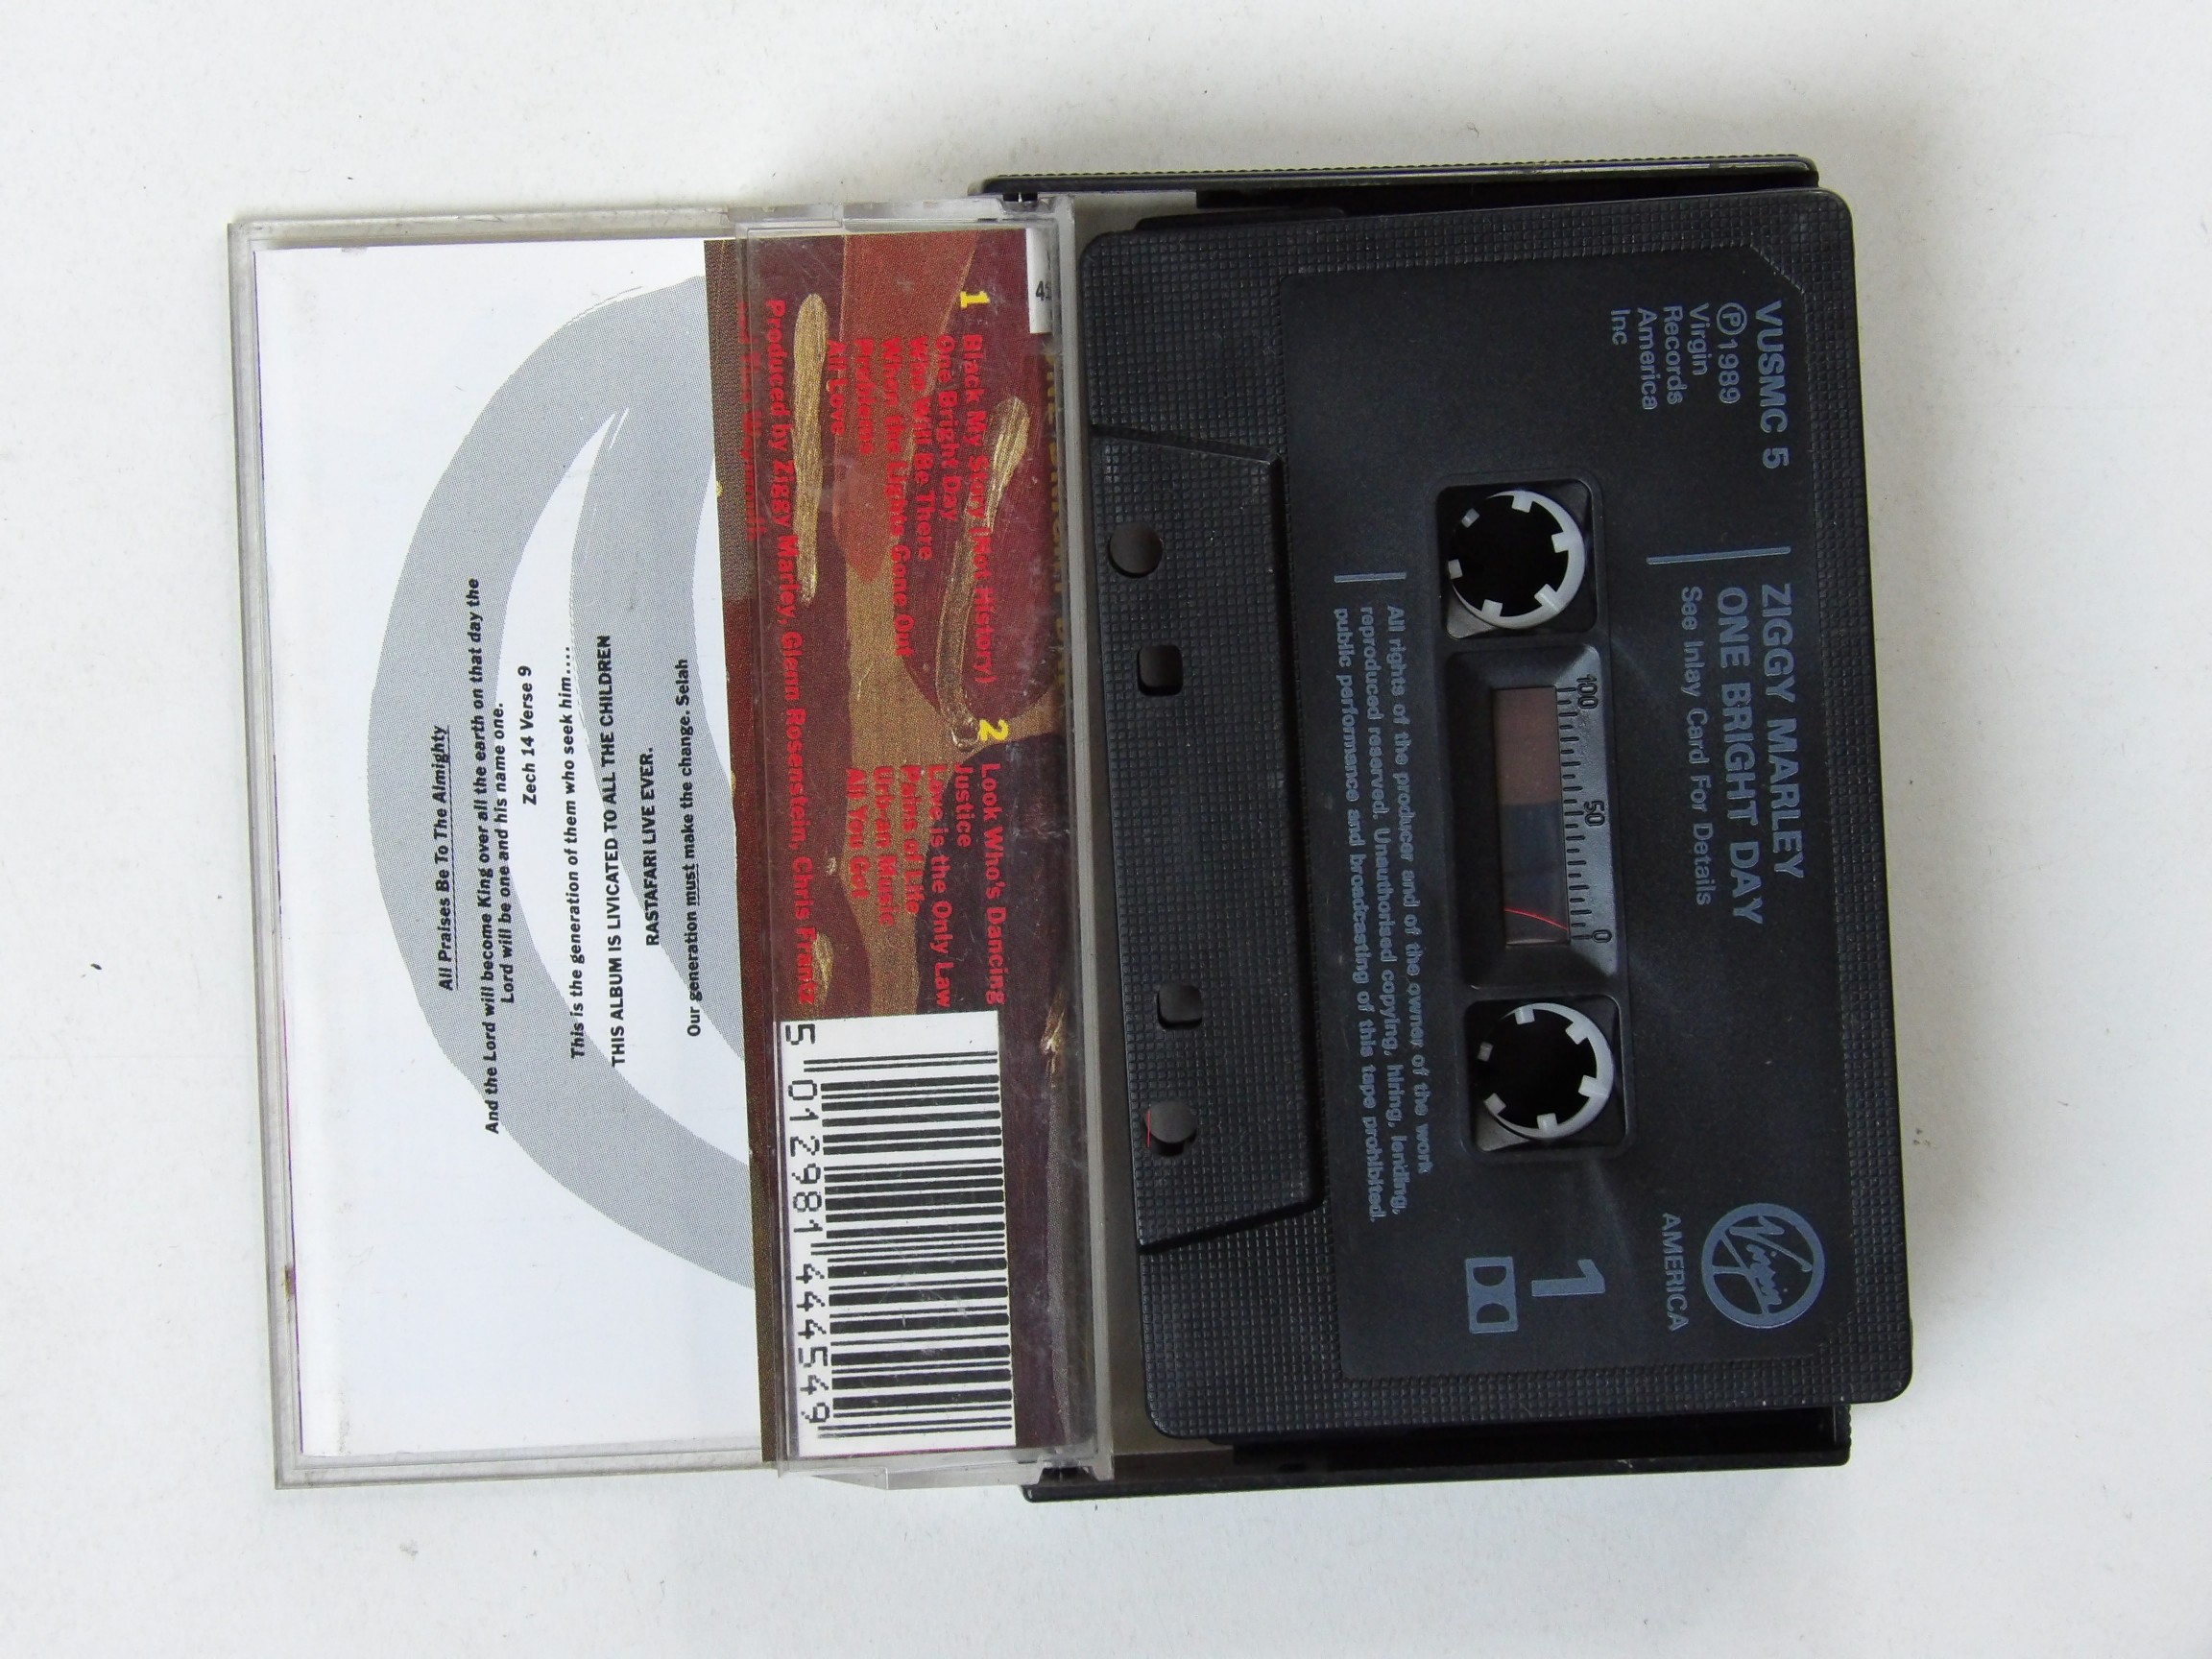 VUSMC 5
℗1989
Virgin
Records
America
Inc
ZIGGY MARLEY
ONE BRIGHT DAY
See Inlay Card For Details
Virgin
AMERICA
100
50
0
1
All rights of the producer and of the owner of the work
reproduced reserved. Unauthorised copying, hiring, lending,
public performance and broadcasting of this tape prohibited.
1
Black My Story (Not History)
One Bright Day
Who Will Be There
When the Lights Gone Out
Problems
All Love
2
Look Who's Dancing
Justice
Love is the Only Law
Pains of Life
Urb-an Music
All You Got
Produced by Ziggy Marley, Glenn Rosenstein, Chris Frantz
5 012981 444549
All Praises Be To The Almighty
And the Lord will become King over all the earth on that day the
Lord will be one and his name one.
Zech 14 Verse 9
This is the generation of them who seek him....
THIS ALBUM IS LIVICATED TO ALL THE CHILDREN
RASTAFARI LIVE EVER.
Our generation must make the change. Selah